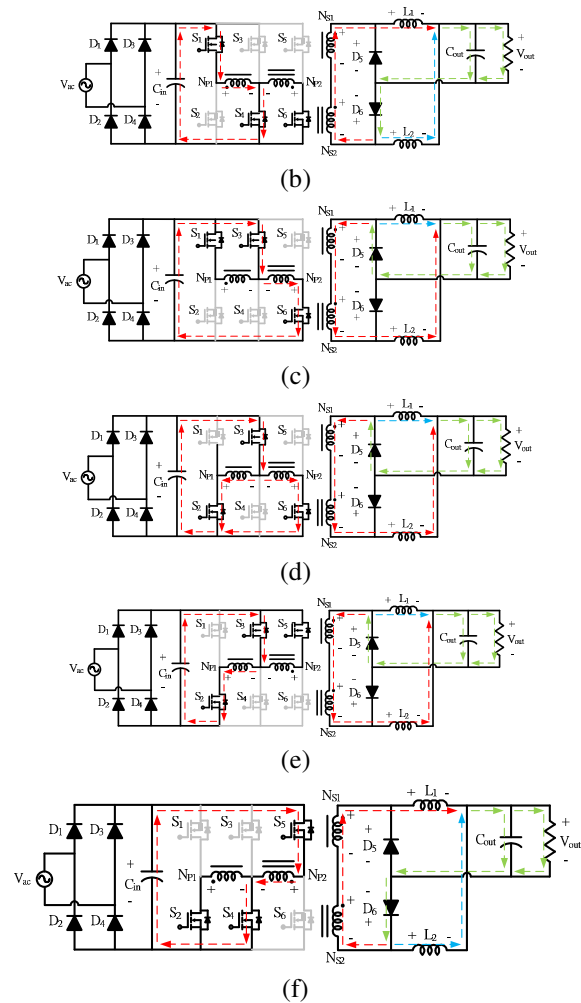 D1 D3 Vac D2 D4 + Cin - S1 S3 S5 NP1 + - + - NP2 S2 S4 S6 NS1 + - + - NS2 + L1 - + D5 - + D6 - + L2 - Cout + - + Vout -
(b)
D1 D3 Vac D2 D4 + Cin - S1 S3 S5 NP1 + - + - NP2 S2 S4 S6 NS1 + - + - NS2 + L1 - + D5 - + D6 - + L2 - Cout + - + Vout -
(c)
D1 D3 Vac D2 D4 + Cin - S1 S3 S5 NP1 + - + - NP2 S2 S4 S6 NS1 + - + - NS2 + L1 - + D5 - + D6 - + L2 - Cout + - + Vout -
(d)
D1 D3 Vac D2 D4 + Cin - S1 S3 S5 NP1 + - + - NP2 S2 S4 S6 NS1 + - + - NS2 + L1 - + D5 - + D6 - + L2 - Cout + - + Vout -
(e)
D1 D3 Vac D2 D4 + Cin - S1 S3 S5 NP1 + - + - NP2 S2 S4 S6 NS1 + - + - NS2 + L1 - + D5 - + D6 - + L2 - Cout + - + Vout -
(f)